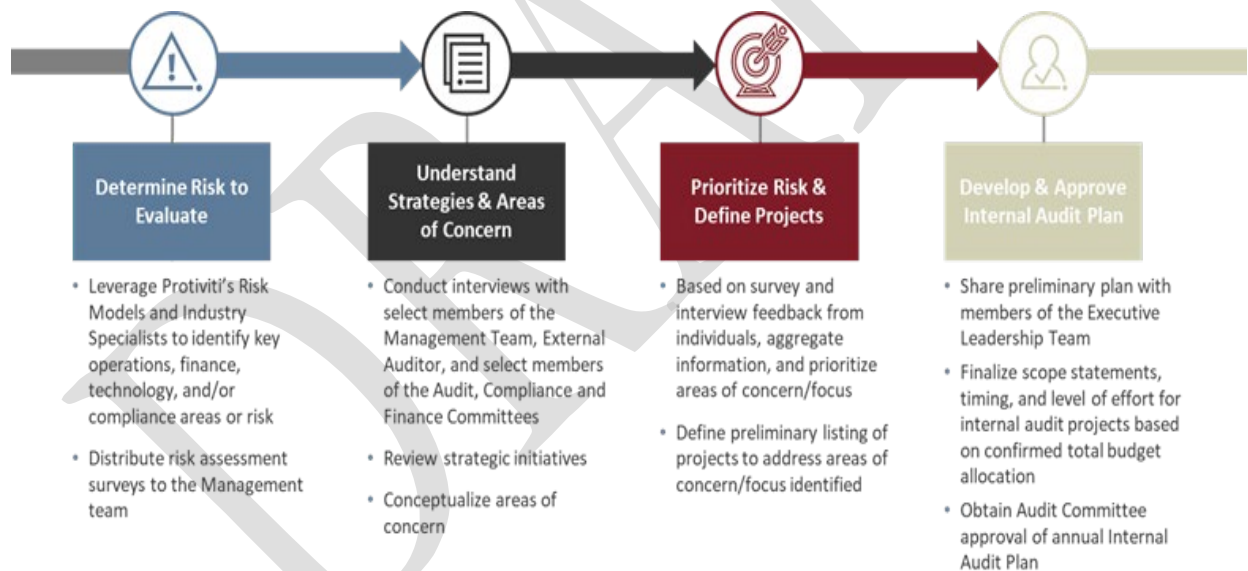 DRA
Determine Risk to
Evaluate
• Leverage Protiviti's Risk
Models and Industry
Specialists to identify key
operations, finance,
technology, and/or
compliance areas or risk
• Distribute risk assessment
surveys to the Management
team
Understand
Strategies & Areas
of Concern
• Conduct interviews with
select members of the
Management Team, External
Auditor, and select members
of the Audit, Compliance and
Finance Committees
• Review strategic initiatives
• Conceptualize areas of
concern
Prioritize Risk &
Define Projects
• Based on survey and
interview feedback from
individuals, aggregate
information, and prioritize
areas of concern/focus
• Define preliminary listing of
projects to address areas of
concern/focus identified
Develop & Approve
Internal Audit Plan
• Share preliminary plan with
members of the Executive
Leadership Team
• Finalize scope statements,
timing, and level of effort for
internal audit projects based
on confirmed total budget
allocation
• Obtain Audit Committee
approval of annual Internal
Audit Plan